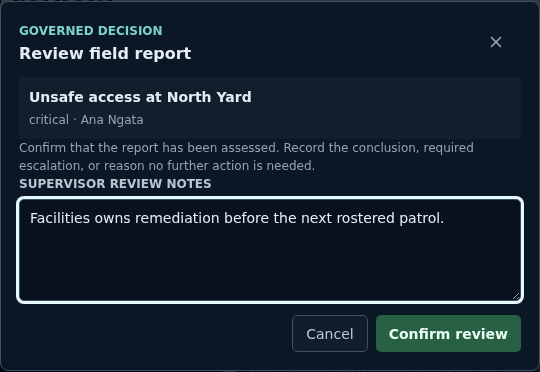 GOVERNED DECISION
Review field report
Unsafe access at North Yard
critical · Ana Ngata
Confirm that the report has been assessed. Record the conclusion, required
escalation, or reason no further action is needed.
SUPERVISOR REVIEW NOTES
Facilities owns remediation before the next rostered patrol.
Cancel
Confirm review